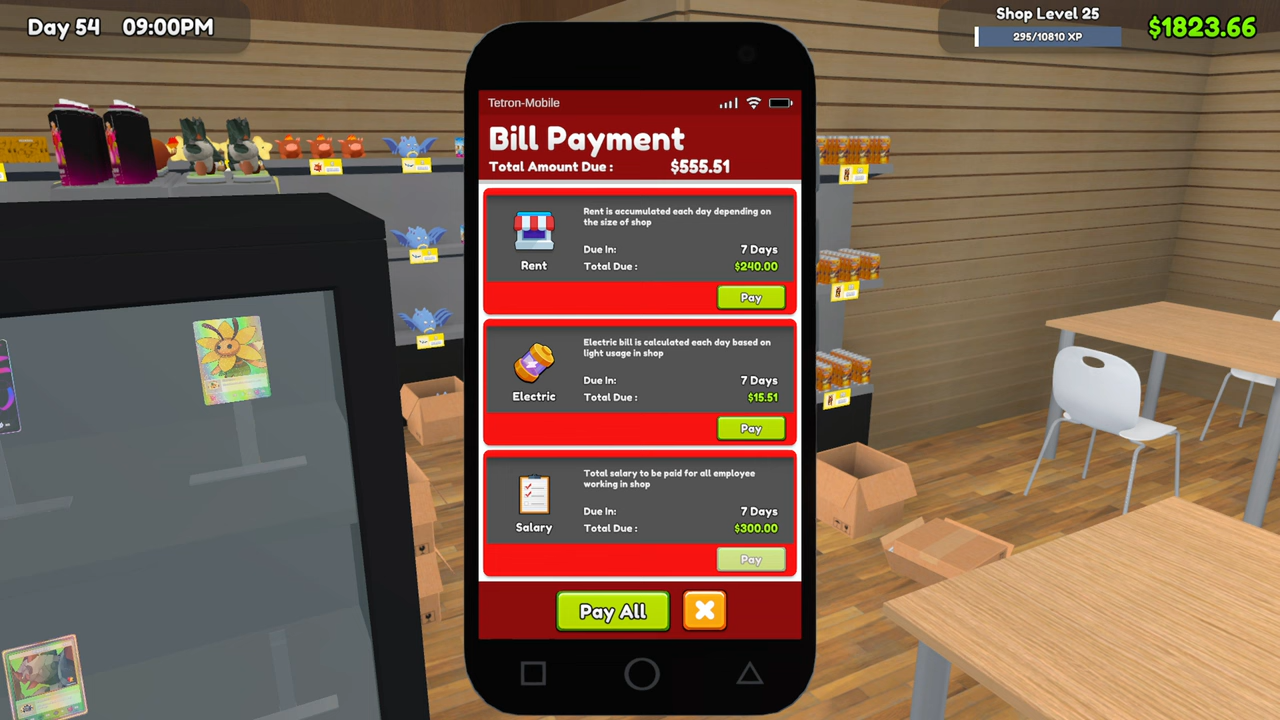 Day 54 09:00PM
Shop Level 25
295/10810 XP
$1823.66
Tetron-Mobile
Bill Payment
Total Amount Due : $555.51
Rent is accumulated each day depending on
the size of shop
Due In: 7 Days
Total Due : $240.00
Rent
Pay
Electric bill is calculated each day based on
light usage in shop
Due In: 7 Days
Total Due : $15.51
Electric
Pay
Total salary to be paid for all employee
working in shop
Due In: 7 Days
Total Due : $300.00
Salary
Pay
Pay All